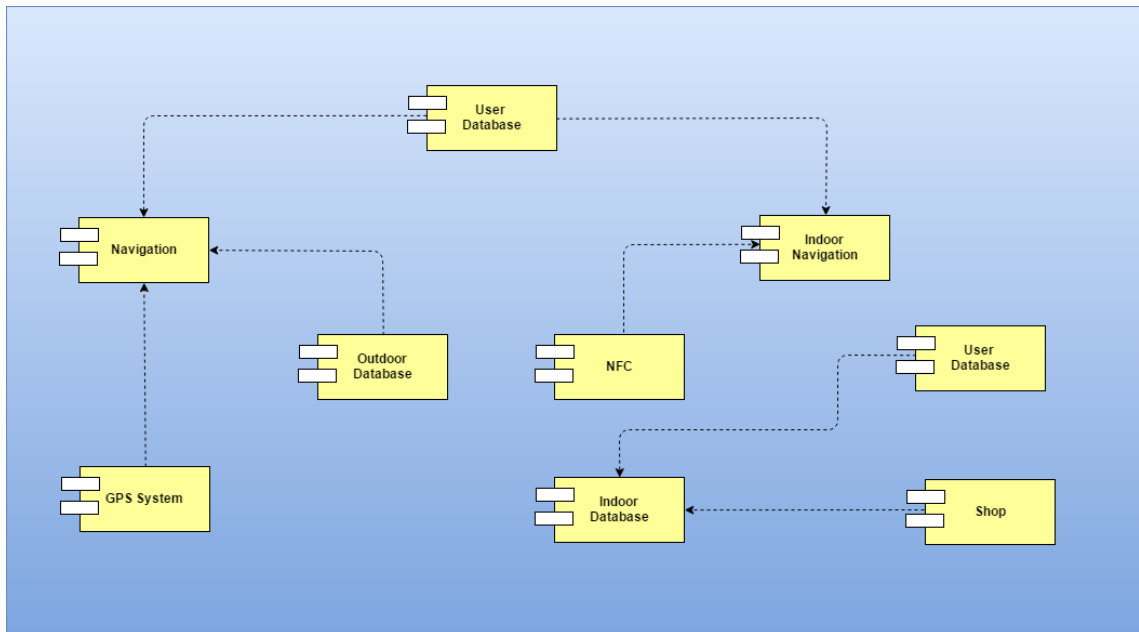 User
Database
Navigation
Indoor
Navigation
Outdoor
Database
NFC
User
Database
GPS System
Indoor
Database
Shop